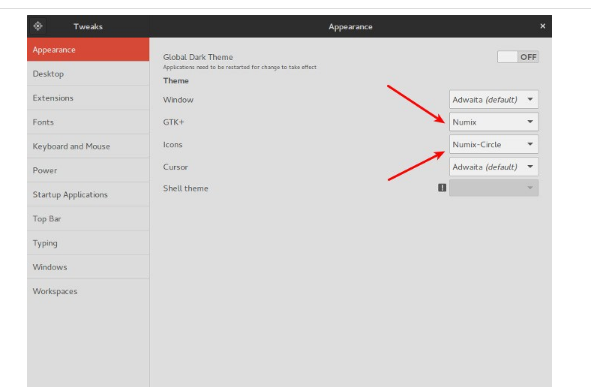 Tweaks
Appearance ×
Appearance
Desktop
Extensions
Fonts
Keyboard and Mouse
Power
Startup Applications
Top Bar
Typing
Windows
Workspaces
Global Dark Theme OFF
Applications need to be restarted for change to take effect
Theme
Window Adwaita (default)
GTK+ Numix
Icons Numix-Circle
Cursor Adwaita (default)
Shell theme !